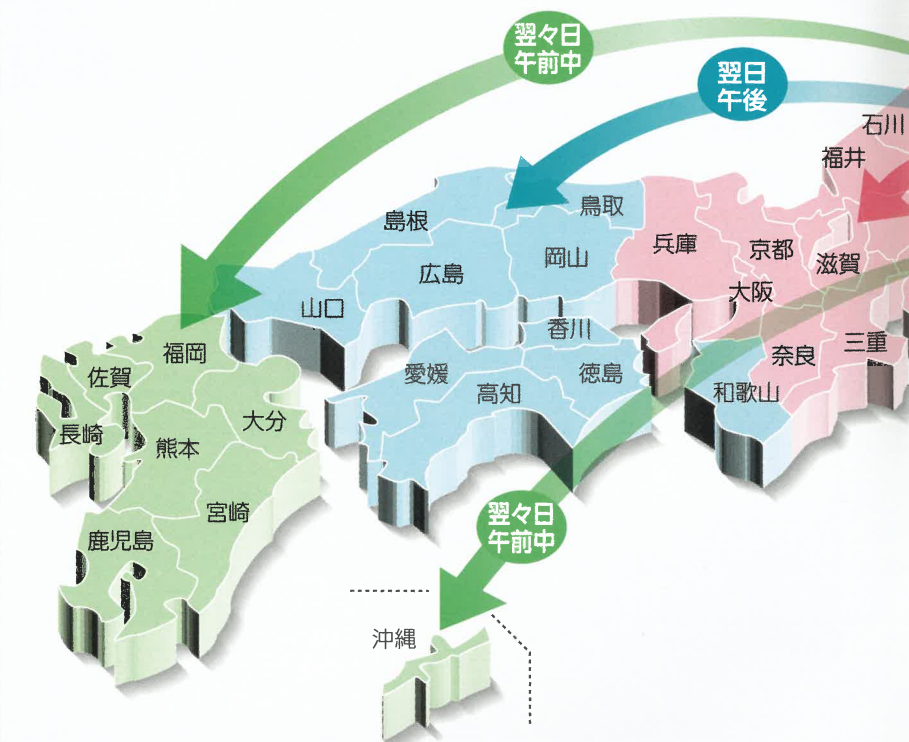 翌々日
午前中
翌日
午後
石川
福井
鳥取
島根
兵庫
京都
岡山
滋賀
広島
大阪
山口
香川
三重
福岡
奈良
愛媛
徳島
佐賀
高知
和歌山
大分
長崎
熊本
宮崎
翌々日
午前中
鹿児島
沖縄